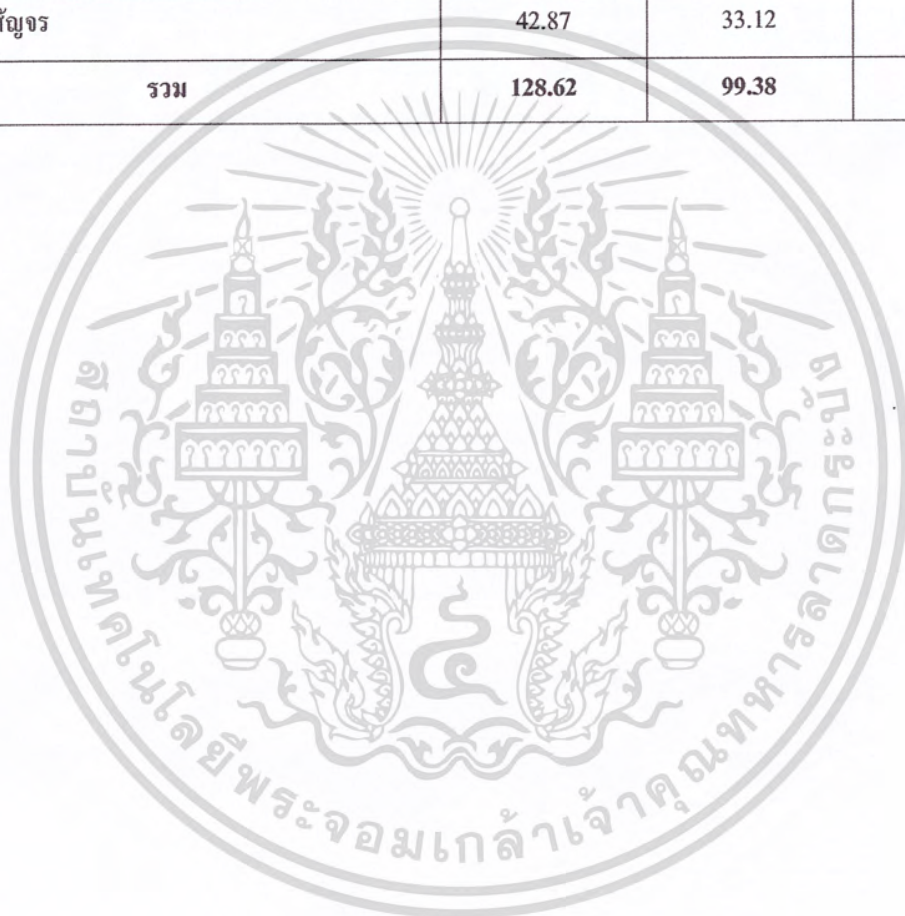 สัญจร 42.87 33.12
รวม 128.62 99.38
สถาบันเทคโนโลยีพระจอมเกล้าเจ้าคุณทหารลาดกระบัง